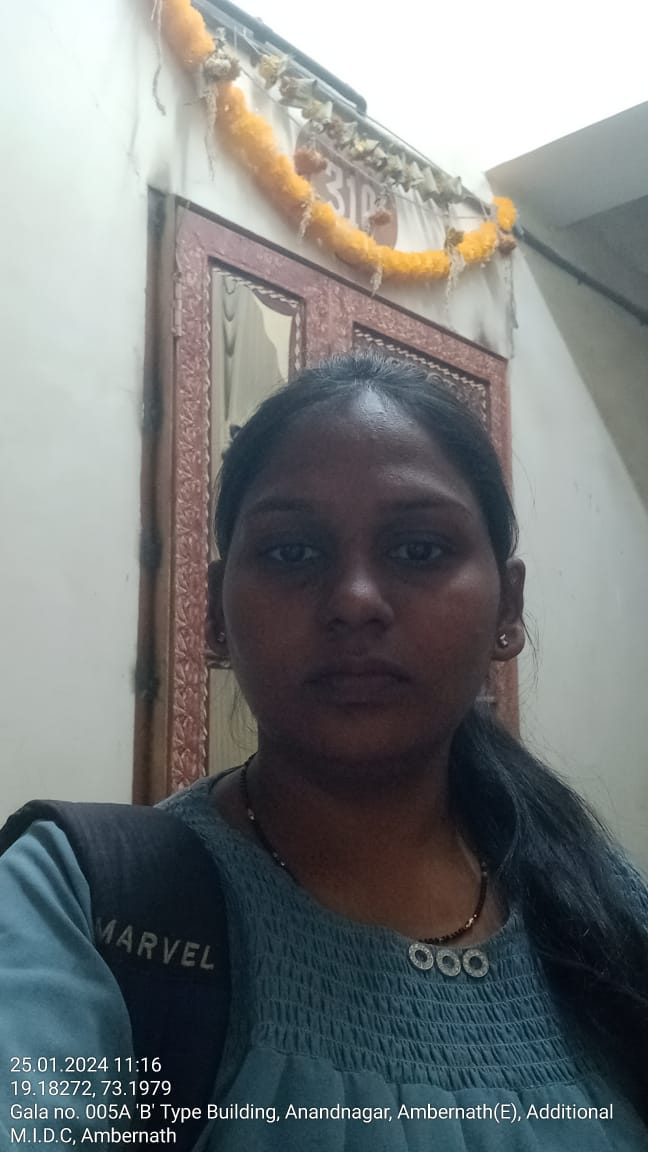 310
MARVEL
25.01.2024 11:16
19.18272, 73.1979
Gala no. 005A 'B' Type Building, Anandnagar, Ambernath(E), Additional
M.I.D.C, Ambernath